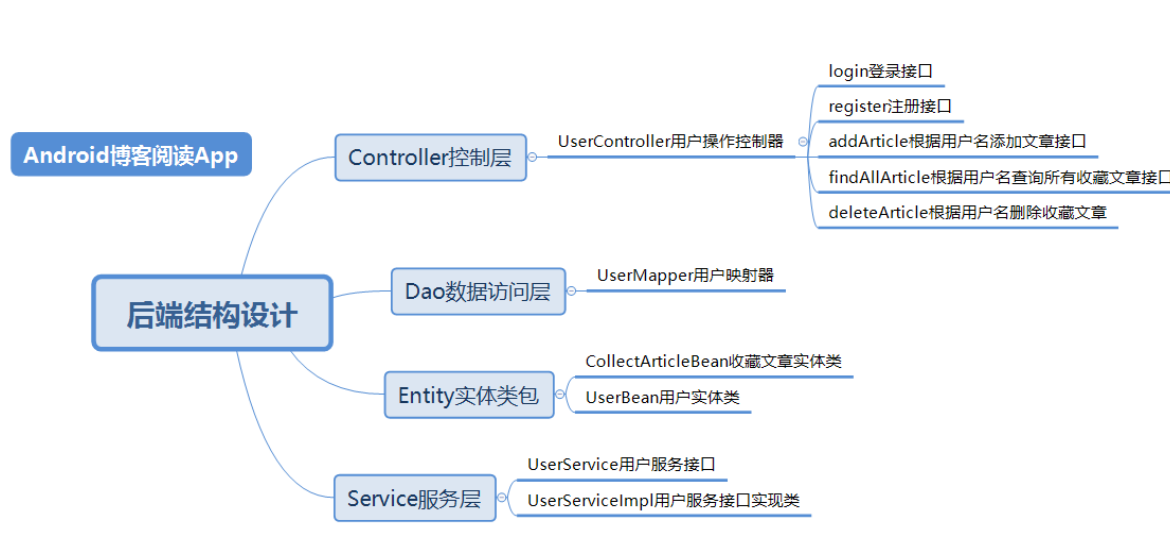 Android博客阅读App
后端结构设计
Controller控制层
UserController用户操作控制器
login登录接口
register注册接口
addArticle根据用户名添加文章接口
findAllArticle根据用户名查询所有收藏文章接口
deleteArticle根据用户名删除收藏文章
Dao数据访问层
UserMapper用户映射器
Entity实体类包
CollectArticleBean收藏文章实体类
UserBean用户实体类
Service服务层
UserService用户服务接口
UserServiceImpl用户服务接口实现类